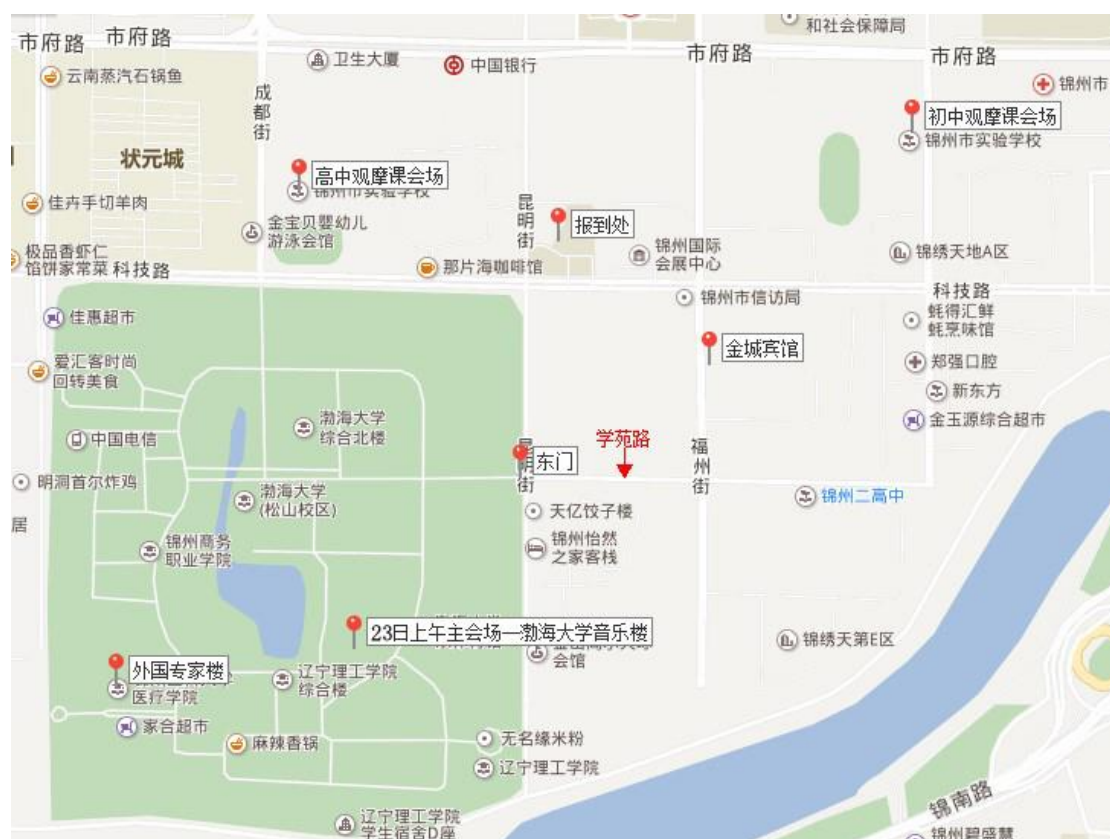 和社会保障局
市府路
市府路
市府路
市府路
卫生大厦
中国银行
云南蒸汽石锅鱼
锦州市
成都街
初中观摩课会场
锦州市实验学校
状元城
高中观摩课会场
锦州市实验学校
佳卉手切羊肉
昆明街
报到处
金宝贝婴幼儿
游泳会馆
锦州国际
会展中心
极品香虾仁
馅饼家常菜
科技路
那片海咖啡馆
锦绣天地A区
锦州市信访局
科技路
佳惠超市
蚝得汇鲜
蚝烹味馆
金城宾馆
爱汇客时尚
回转美食
郑强口腔
新东方
渤海大学
综合北楼
金玉源综合超市
中国电信
学苑路
福州街
东门
明洞首尔炸鸡
渤海大学
(松山校区)
锦州二高中
居
天亿饺子楼
锦州商务
职业学院
锦州怡然
之家客栈
23日上午主会场—渤海大学音乐楼
锦绣天第E区
会馆
外国专家楼
医疗学院
辽宁理工学院
综合楼
家合超市
麻辣香锅
无名缘米粉
辽宁理工学院
锦南路
辽宁理工学院
学生宿舍D座
锦州碧盛慧